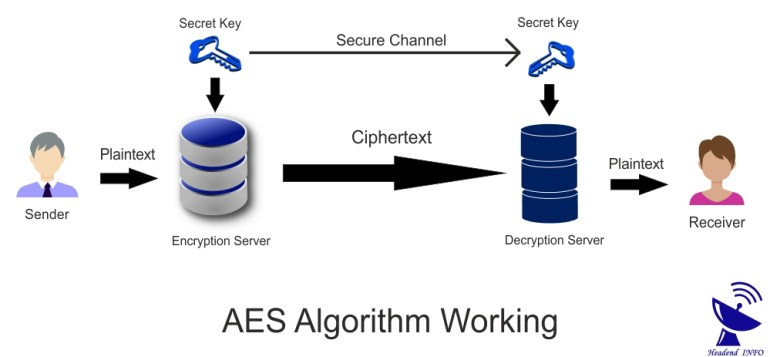 Secret Key
Secret Key
Secure Channel
Ciphertext
Plaintext
Plaintext
Sender
Receiver
Encryption Server
Decryption Server
AES Algorithm Working
Headend INFO